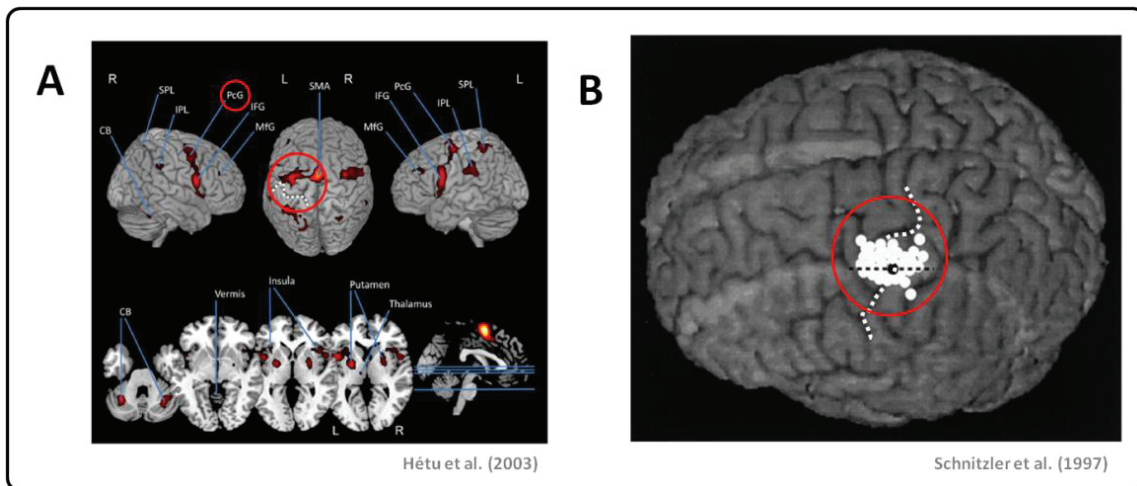 A
B
R
L
R
L
SPL
IPL
PcG
IFG
MfG
CB
SMA
PcG
IFG
MfG
IPL
SPL
Insula
Putamen
Vermis
Thalamus
CB
L
R
Hétu et al. (2003)
Schnitzler et al. (1997)